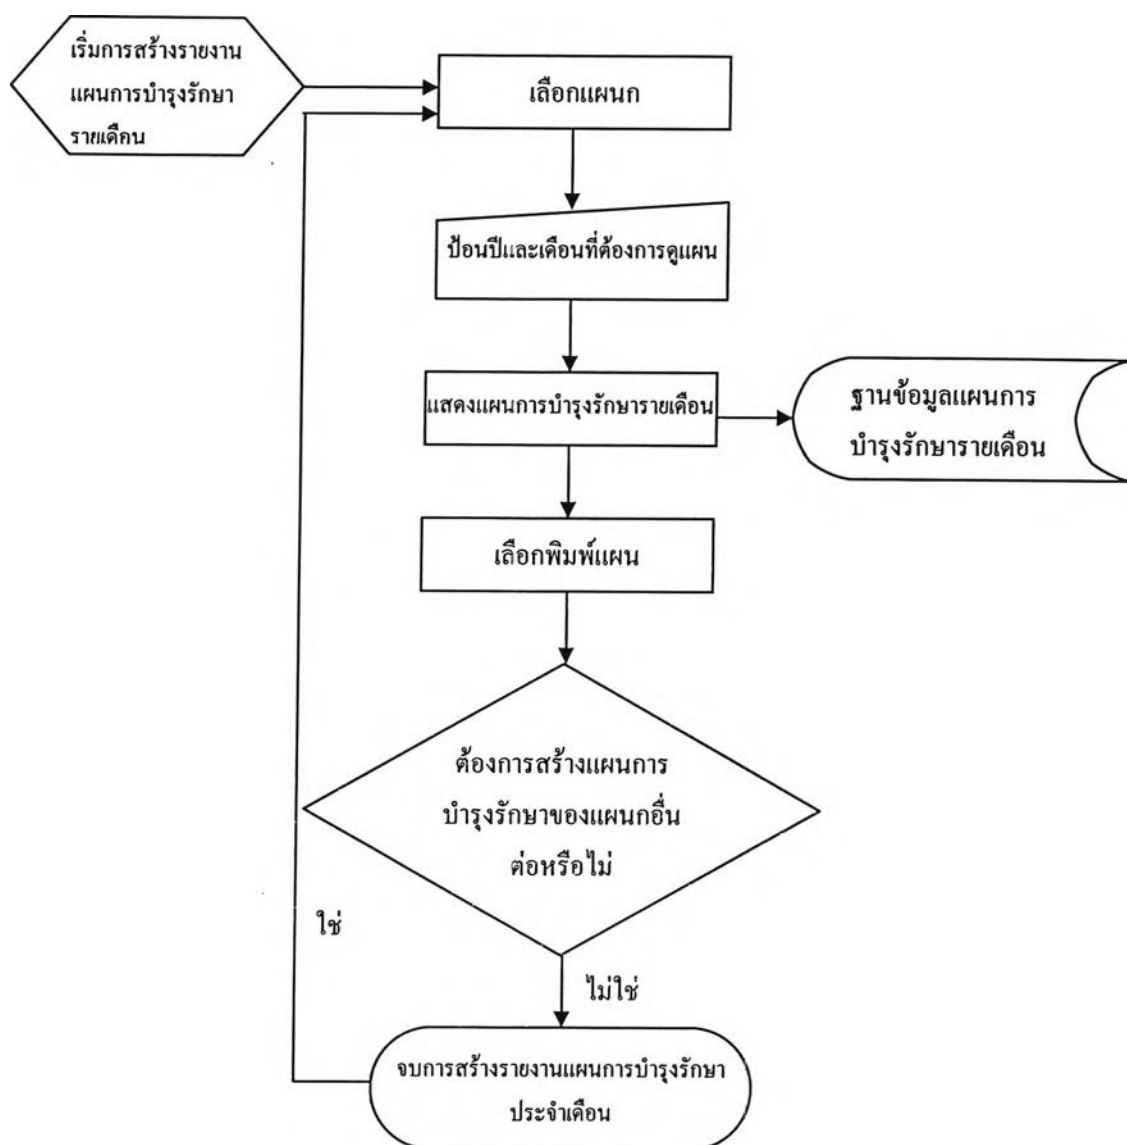 เริ่มการสร้างรายงาน
แผนการบำรุงรักษา
รายเดือน
เลือกแผนก
ป้อนปีและเดือนที่ต้องการดูแผน
แสดงแผนการบำรุงรักษารายเดือน
ฐานข้อมูลแผนการ
บำรุงรักษารายเดือน
เลือกพิมพ์แผน
ต้องการสร้างแผนการ
บำรุงรักษาของแผนกอื่น
ต่อหรือไม่
ใช่
ไม่ใช่
จบการสร้างรายงานแผนการบำรุงรักษา
ประจำเดือน